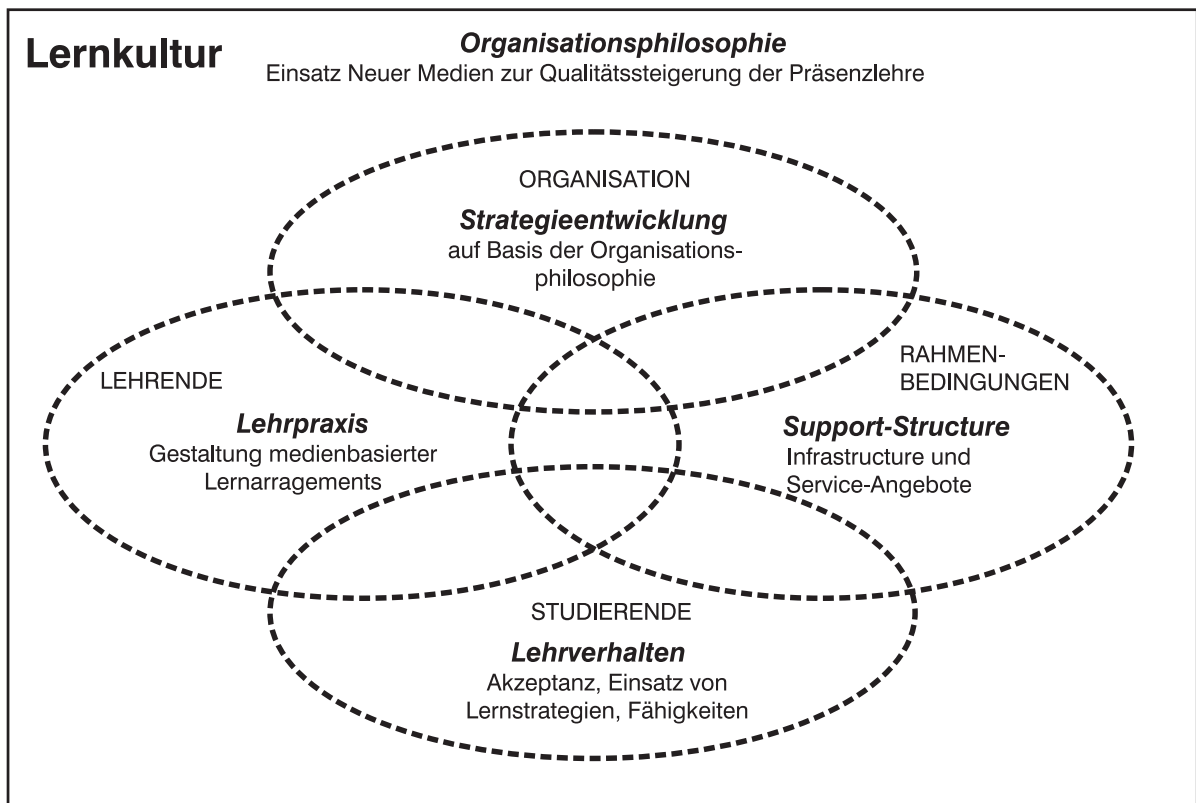 Lernkultur
Organisationsphilosophie
Einsatz Neuer Medien zur Qualitätssteigerung der Präsenzlehre
ORGANISATION
Strategieentwicklung
auf Basis der Organisations-
philosophie
LEHRENDE
Lehrpraxis
Gestaltung medienbasierter
Lernarragements
RAHMEN-
BEDINGUNGEN
Support-Structure
Infrastructure und
Service-Angebote
STUDIERENDE
Lehrverhalten
Akzeptanz, Einsatz von
Lernstrategien, Fähigkeiten